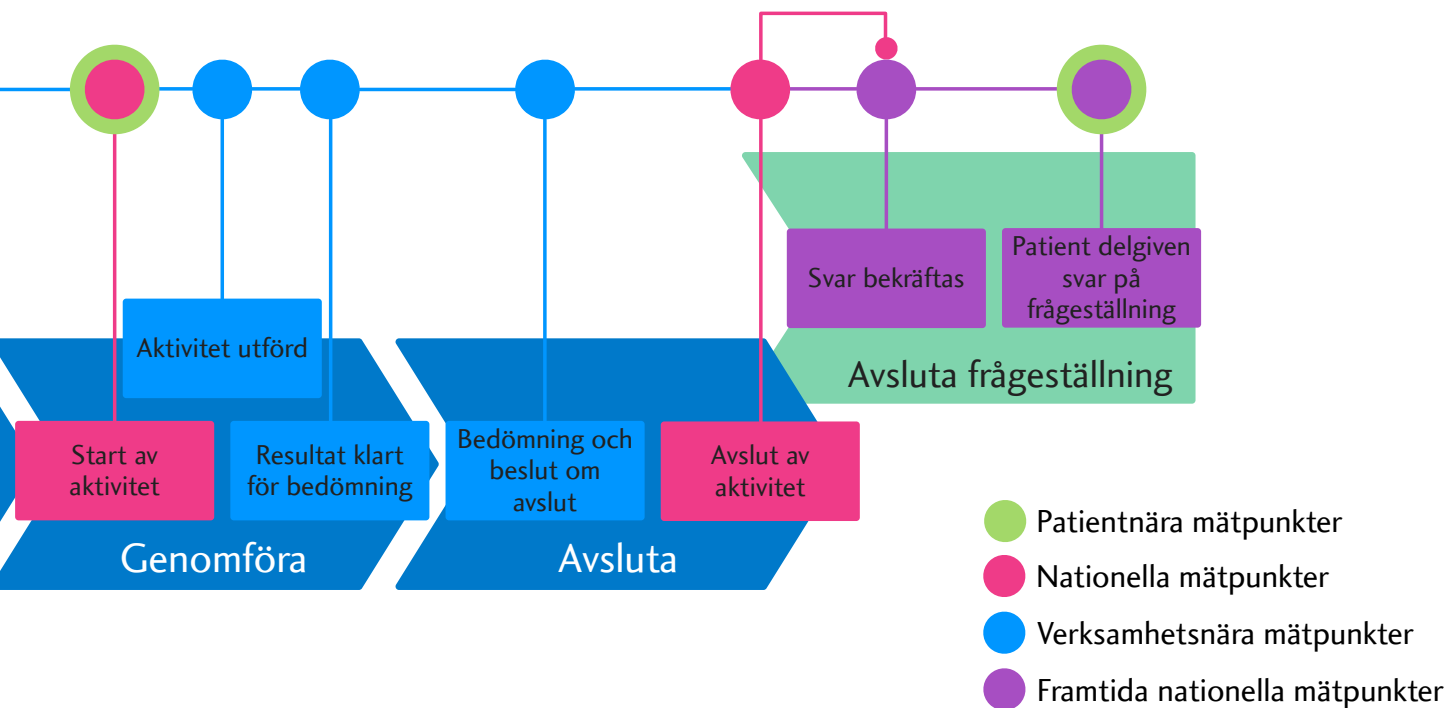 Svar bekräftas
Patient delgiven
svar på
frågeställning
Aktivitet utförd
Avsluta frågeställning
Start av
aktivitet
Resultat klart
för bedömning
Bedömning och
beslut om
avslut
Avslut av
aktivitet
Genomföra
Avsluta
Patientnära mätpunkter
Nationella mätpunkter
Verksamhetsnära mätpunkter
Framtida nationella mätpunkter